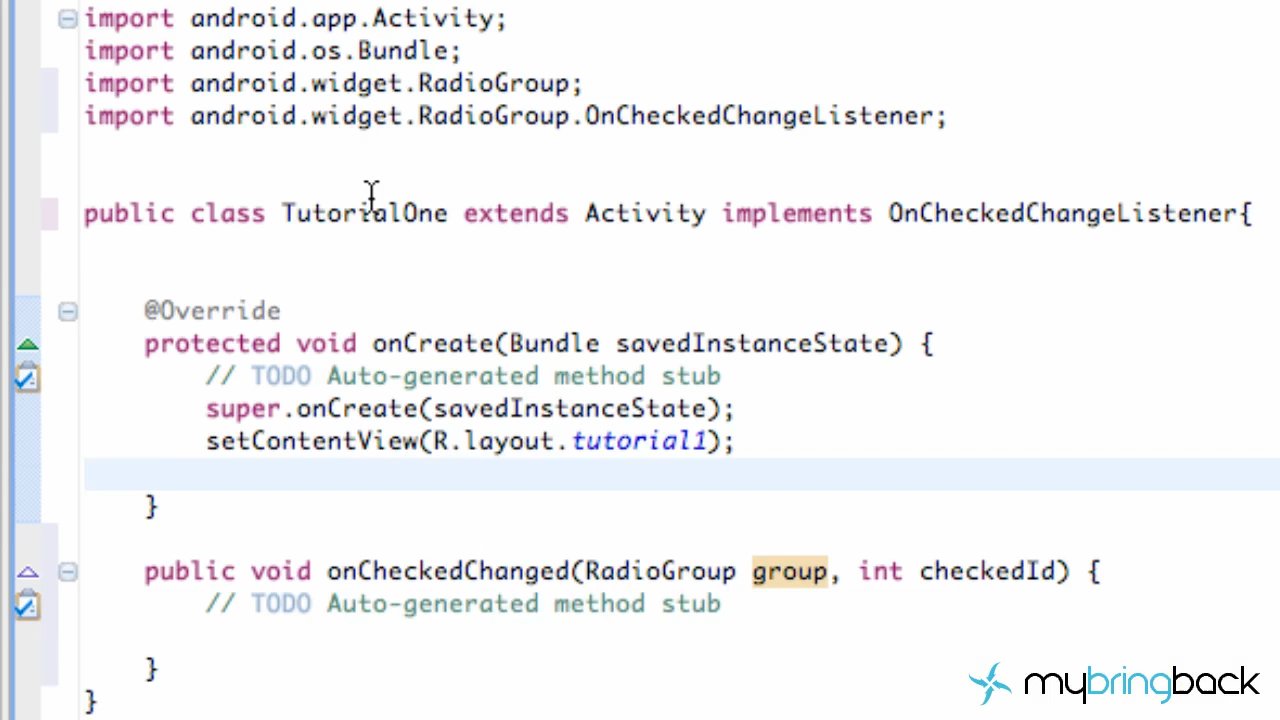 import android.app.Activity;
import android.os.Bundle;
import android.widget.RadioGroup;
import android.widget.RadioGroup.OnCheckedChangeListener;
public class TutorialOne extends Activity implements OnCheckedChangeListener{
@Override
protected void onCreate(Bundle savedInstanceState) {
// TODO Auto-generated method stub
super.onCreate(savedInstanceState);
setContentView(R.layout.tutorial1);
}
public void onCheckedChanged(RadioGroup group, int checkedId) {
// TODO Auto-generated method stub
}
}
mybringback